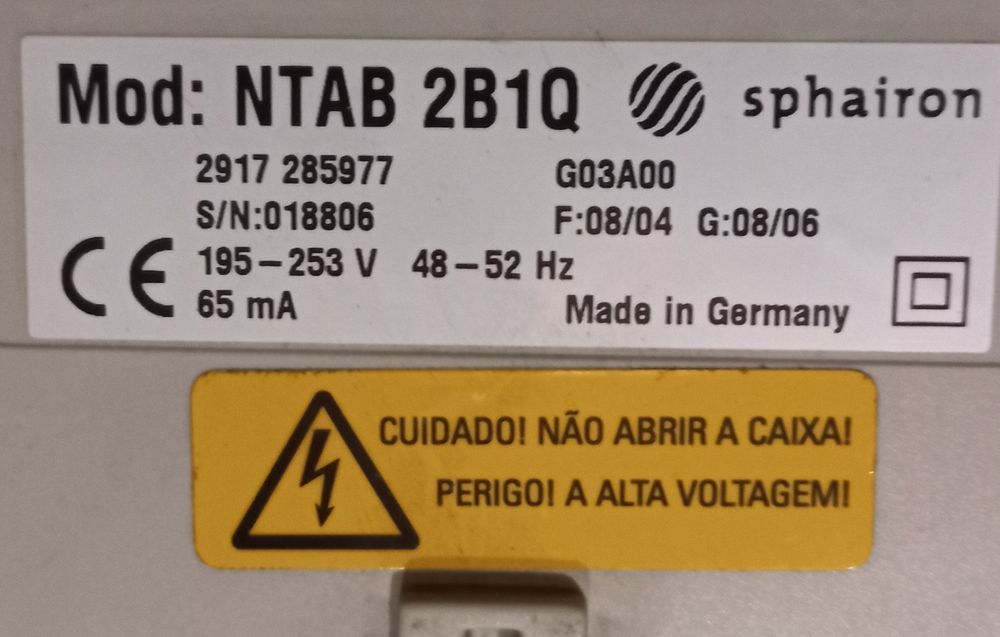 Mod: NTAB 2B1Q sphairon
2917 285977 G03A00
S/N:018806 F:08/04 G:08/06
CE 195–253 V 48–52 Hz
65 mA Made in Germany
CUIDADO! NÃO ABRIR A CAIXA!
PERIGO! A ALTA VOLTAGEM!